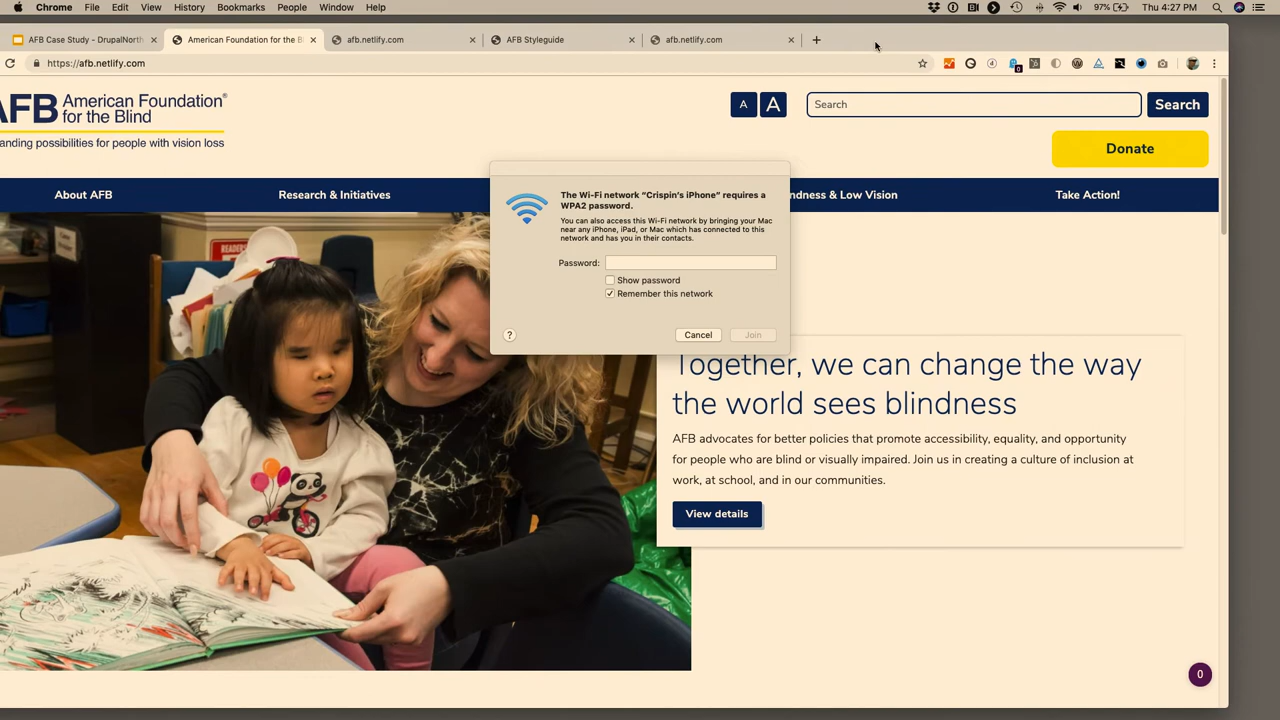 Chrome File Edit View History Bookmarks People Window Help 97% Thu 4:27 PM
AFB Case Study - DrupalNorth American Foundation for the Bl afb.netlify.com AFB Styleguide afb.netlify.com
https://afb.netlify.com
AFB American Foundation®
for the Blind
anding possibilities for people with vision loss
A A Search Search
Donate
About AFB Research & Initiatives ndness & Low Vision Take Action!
The Wi-Fi network “Crispin’s iPhone” requires a
WPA2 password.
You can also access this Wi-Fi network by bringing your Mac
near any iPhone, iPad, or Mac which has connected to this
network and has you in their contacts.
Password:
Show password
Remember this network
? Cancel Join
READERS
Together, we can change the way
the world sees blindness
AFB advocates for better policies that promote accessibility, equality, and opportunity
for people who are blind or visually impaired. Join us in creating a culture of inclusion at
work, at school, and in our communities.
View details
0